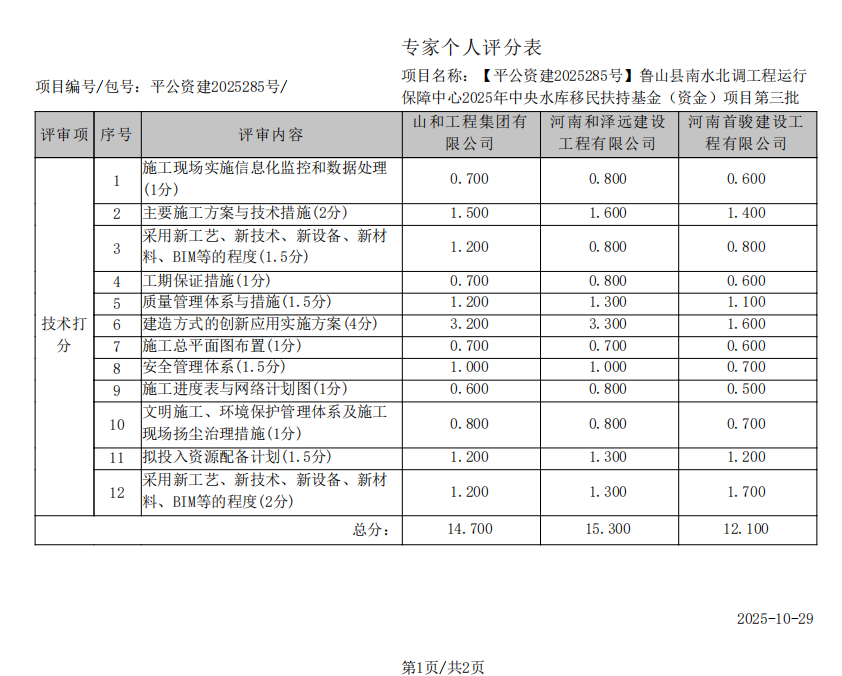 专家个人评分表
项目编号/包号: 平公资建2025285号/
项目名称: 【平公资建2025285号】鲁山县南水北调工程运行
保障中心2025年中央水库移民扶持基金（资金）项目第三批
评审项 序号 评审内容 山和工程集团有 河南和泽远建设 河南首骏建设工
限公司 工程有限公司 程有限公司
技术打
分
1 施工现场实施信息化监控和数据处理 0.700 0.800 0.600
(1分)
2 主要施工方案与技术措施(2分) 1.500 1.600 1.400
3 采用新工艺、新技术、新设备、新材 1.200 0.800 0.800
料、BIM等的程度(1.5分)
4 工期保证措施(1分) 0.700 0.800 0.600
5 质量管理体系与措施(1.5分) 1.200 1.300 1.100
6 建造方式的创新应用实施方案(4分) 3.200 3.300 1.600
7 施工总平面图布置(1分) 0.700 0.700 0.600
8 安全管理体系(1.5分) 1.000 1.000 0.700
9 施工进度表与网络计划图(1分) 0.600 0.800 0.500
10 文明施工、环境保护管理体系及施工 0.800 0.800 0.700
现场扬尘治理措施(1分)
11 拟投入资源配备计划(1.5分) 1.200 1.300 1.200
12 采用新工艺、新技术、新设备、新材 1.200 1.300 1.700
料、BIM等的程度(2分)
总分: 14.700 15.300 12.100
2025-10-29
第1页/共2页